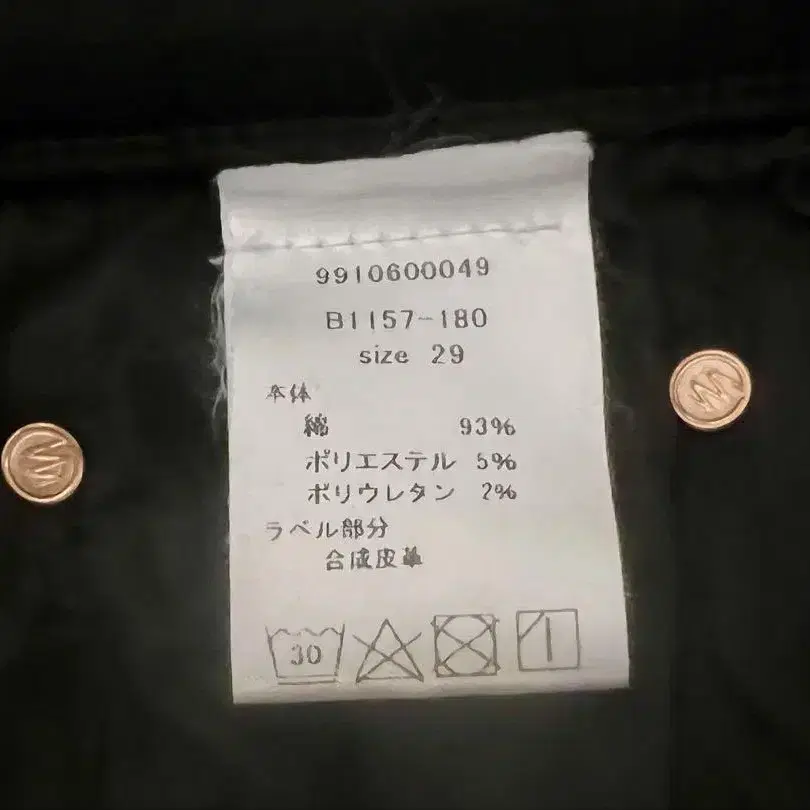 9910600049
B1157-180
size 29
本体
綿 93%
ポリエステル 5%
ポリウレタン 2%
ラベル部分
合成皮革
30